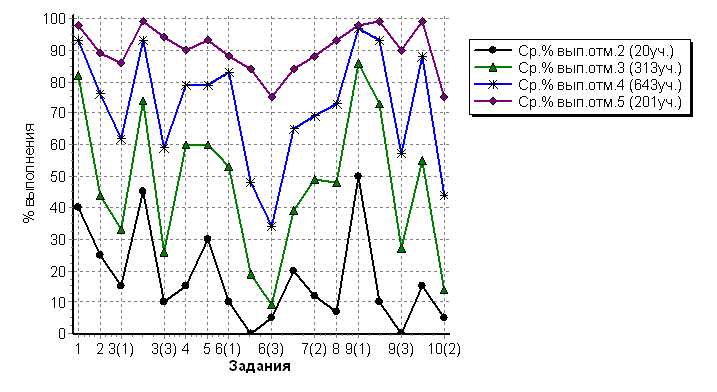 100
90
80
70
60
50
40
30
20
10
0
% выполнения
1 2 3(1) 3(3) 4 5 6(1) 6(3) 7(2) 8 9(1) 9(3) 10(2)
Задания
Ср.% вып.отм.2 (20уч.)
Ср.% вып.отм.3 (313уч.)
Ср.% вып.отм.4 (643уч.)
Ср.% вып.отм.5 (201уч.)